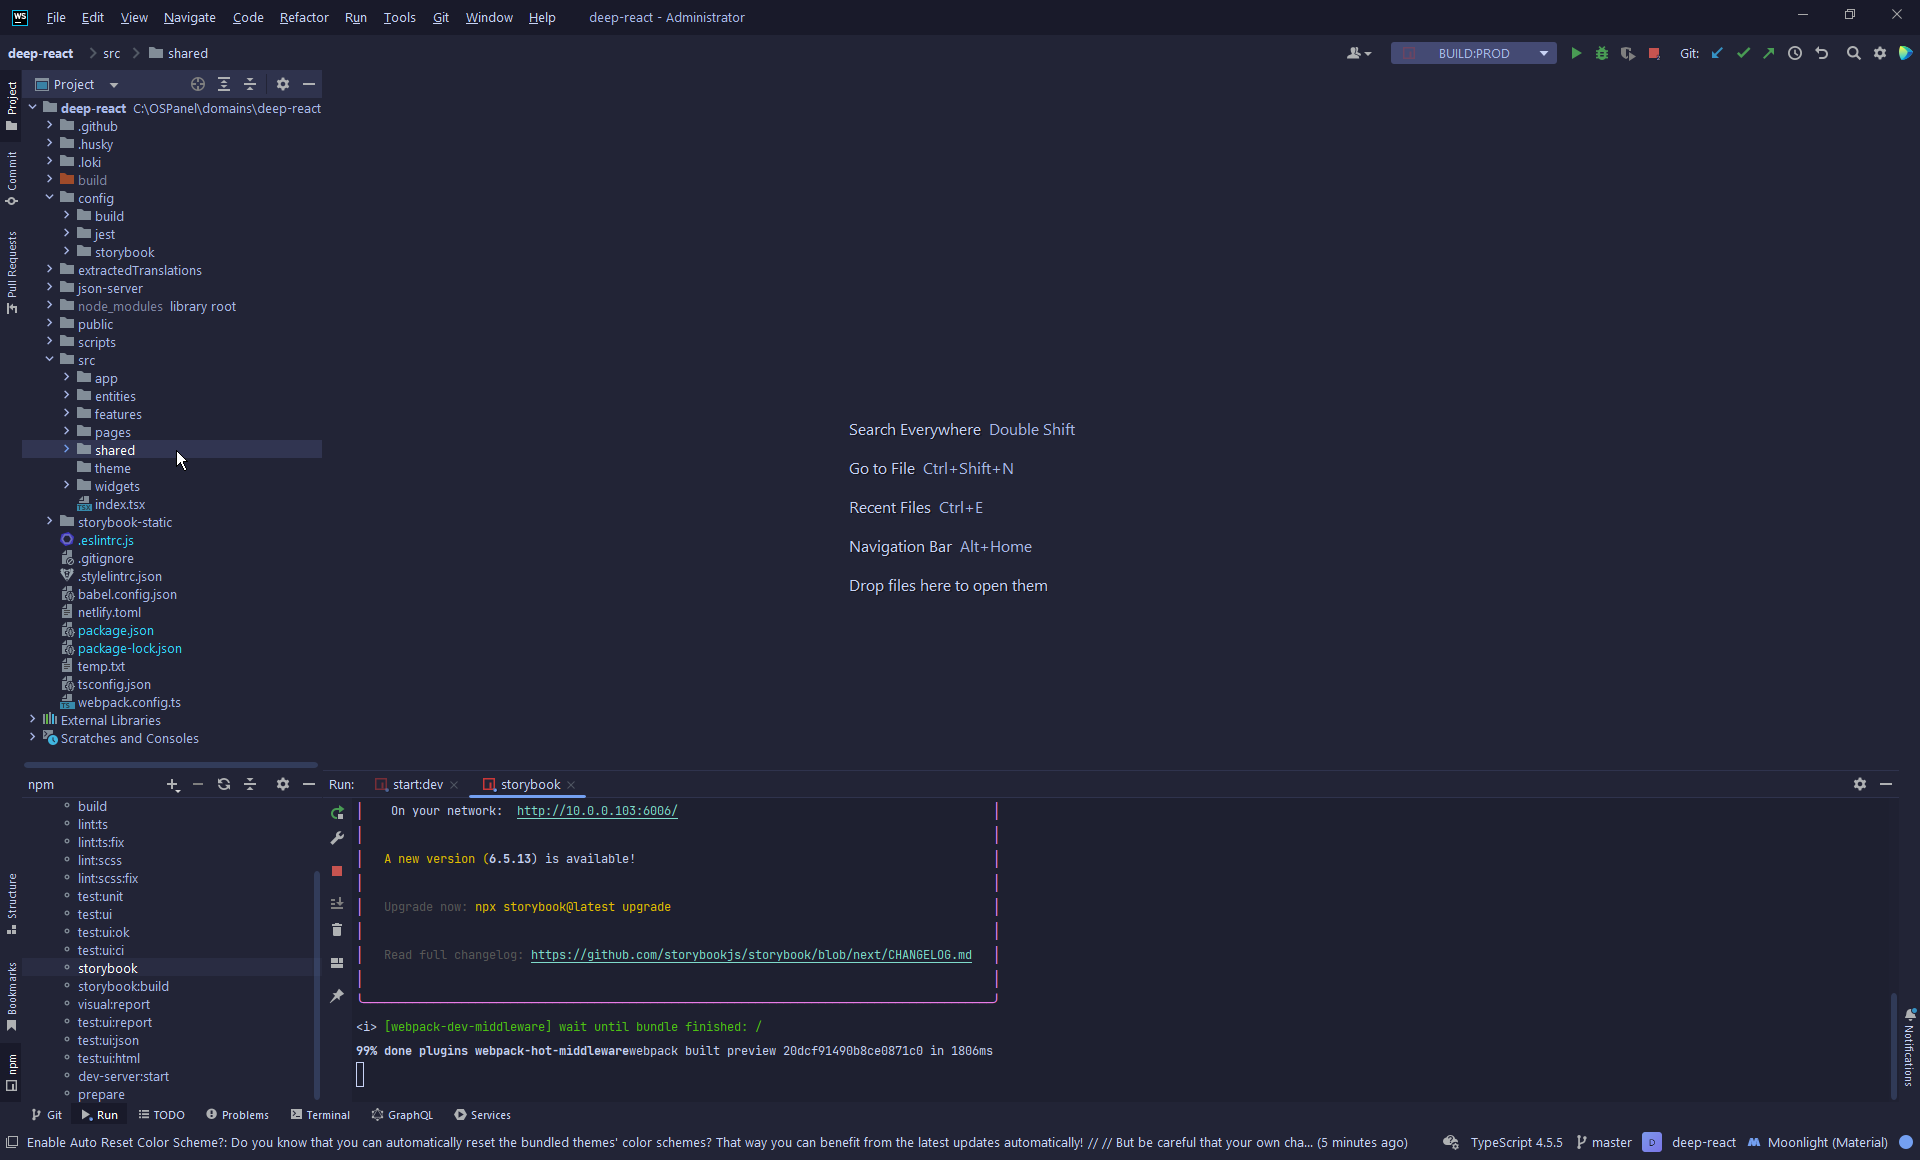 WS File Edit View Navigate Code Refactor Run Tools Git Window Help deep-react - Administrator
deep-react src shared BUILD:PROD Git:
Project
Project
Commit
Pull Requests
deep-react C:\OSPanel\domains\deep-react
.github
.husky
.loki
build
config
build
jest
storybook
extractedTranslations
json-server
node_modules library root
public
scripts
src
app
entities
features
pages
shared
theme
widgets
index.tsx
storybook-static
.eslintrc.js
.gitignore
.stylelintrc.json
babel.config.json
netlify.toml
package.json
package-lock.json
temp.txt
tsconfig.json
webpack.config.ts
External Libraries
Scratches and Consoles
Search Everywhere Double Shift
Go to File Ctrl+Shift+N
Recent Files Ctrl+E
Navigation Bar Alt+Home
Drop files here to open them
npm
build
lint:ts
lint:ts:fix
lint:scss
lint:scss:fix
test:unit
test:ui
test:ui:ok
test:ui:ci
storybook
storybook:build
visual:report
test:ui:report
test:ui:json
test:ui:html
dev-server:start
prepare
Structure
Bookmarks
npm
Run: start:dev storybook
On your network: http://10.0.0.103:6006/
A new version (6.5.13) is available!
Upgrade now: npx storybook@latest upgrade
Read full changelog: https://github.com/storybookjs/storybook/blob/next/CHANGELOG.md
<i> [webpack-dev-middleware] wait until bundle finished: /
99% done plugins webpack-hot-middlewarewebpack built preview 20dcf91490b8ce0871c0 in 1806ms
Notifications
Git Run TODO Problems Terminal GraphQL Services
Enable Auto Reset Color Scheme?: Do you know that you can automatically reset the bundled themes' color schemes? That way you can benefit from the latest updates automatically! // // But be careful that your own cha... (5 minutes ago) TypeScript 4.5.5 master D deep-react Moonlight (Material)